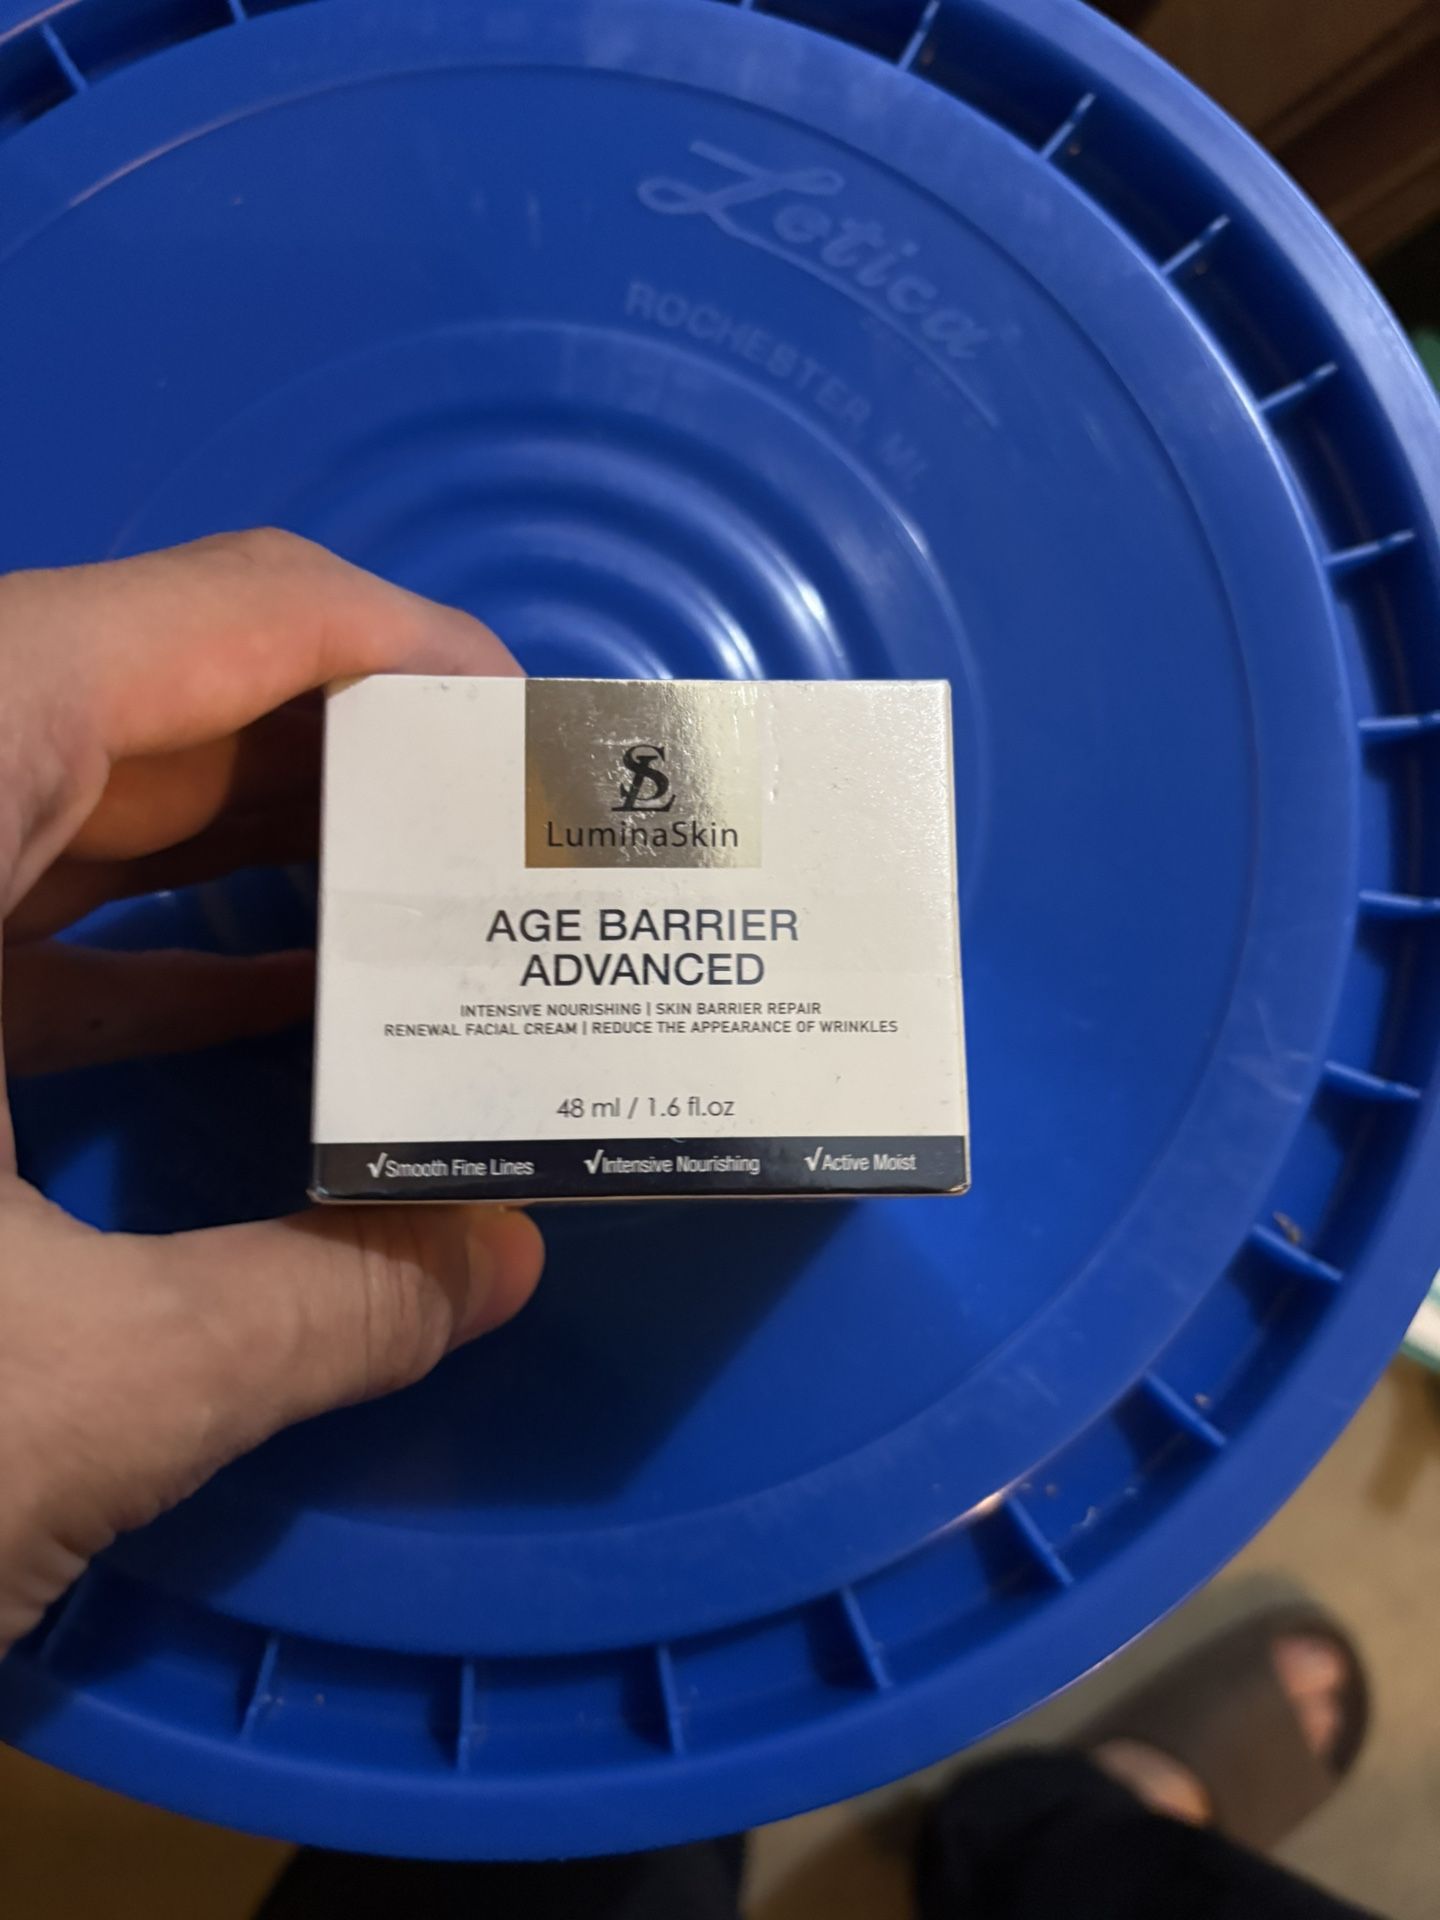 Letica
ROCHESTER, MI.
SL
LuminaSkin
AGE BARRIER
ADVANCED
INTENSIVE NOURISHING | SKIN BARRIER REPAIR
RENEWAL FACIAL CREAM | REDUCE THE APPEARANCE OF WRINKLES
48 ml / 1.6 fl.oz
√Smooth Fine Lines √Intensive Nourishing √Active Moist